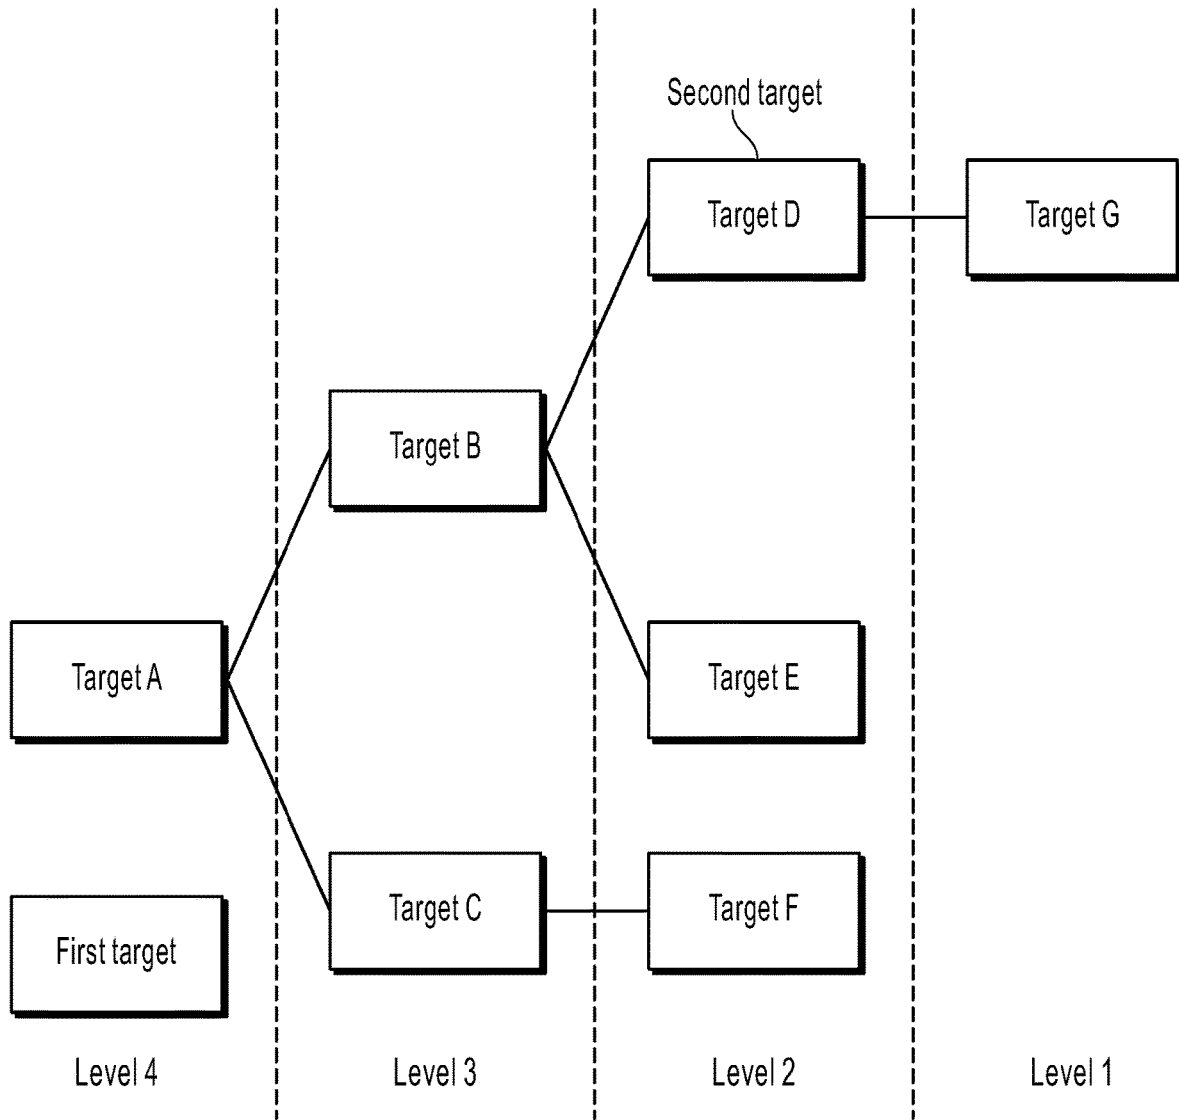 Second target
Target D
Target G
Target B
Target A
Target E
Target C
Target F
First target
Level 4
Level 3
Level 2
Level 1